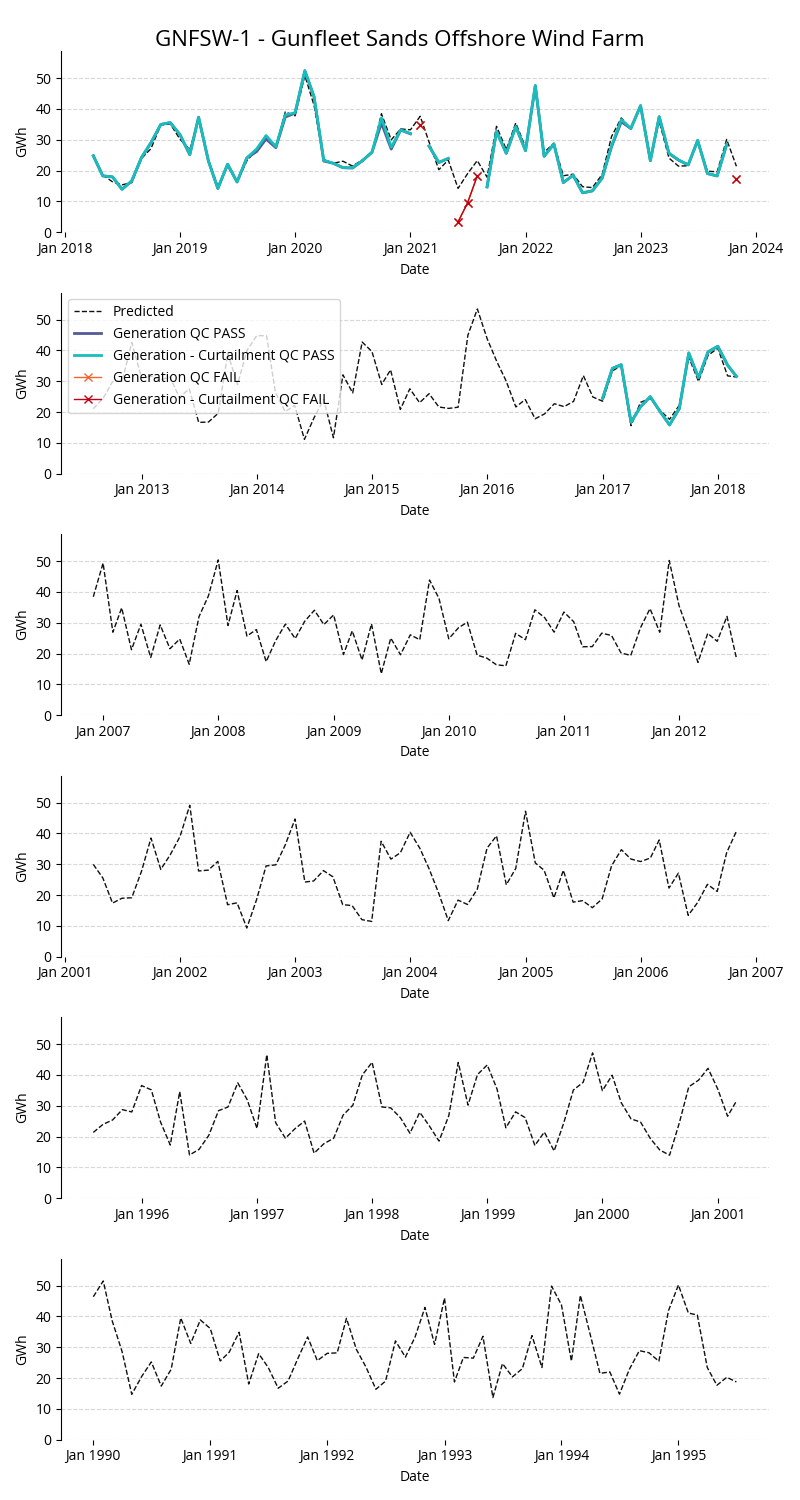 GNFSW-1 - Gunfleet Sands Offshore Wind Farm
GWh
50
40
30
20
10
0
Jan 2018 Jan 2019 Jan 2020 Jan 2021 Jan 2022 Jan 2023 Jan 2024
Date
GWh
50
40
30
20
10
0
Predicted
Generation QC PASS
Generation - Curtailment QC PASS
Generation QC FAIL
Generation - Curtailment QC FAIL
Jan 2013 Jan 2014 Jan 2015 Jan 2016 Jan 2017 Jan 2018
Date
GWh
50
40
30
20
10
0
Jan 2007 Jan 2008 Jan 2009 Jan 2010 Jan 2011 Jan 2012
Date
GWh
50
40
30
20
10
0
Jan 2001 Jan 2002 Jan 2003 Jan 2004 Jan 2005 Jan 2006 Jan 2007
Date
GWh
50
40
30
20
10
0
Jan 1996 Jan 1997 Jan 1998 Jan 1999 Jan 2000 Jan 2001
Date
GWh
50
40
30
20
10
0
Jan 1990 Jan 1991 Jan 1992 Jan 1993 Jan 1994 Jan 1995
Date